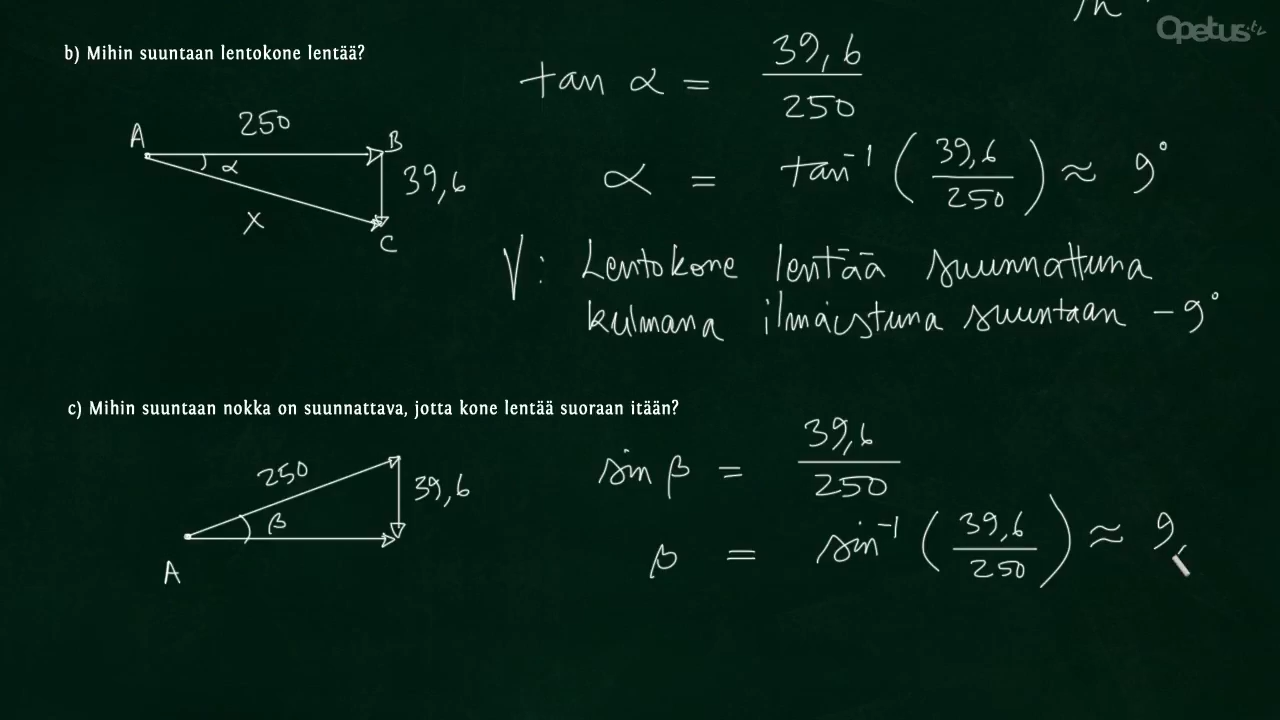 Opetus.tv
b) Mihin suuntaan lentokone lentää?
tan α = 39,6 / 250
A 250 B
α 39,6
x
C
α = tan⁻¹ ( 39,6 / 250 ) ≈ 9°
V: Lentokone lentää suunnattuna
kulmana ilmaistuna suuntaan -9°
c) Mihin suuntaan nokka on suunnattava, jotta kone lentää suoraan itään?
250
β 39,6
A
sin β = 39,6 / 250
β = sin⁻¹ ( 39,6 / 250 ) ≈ 9,